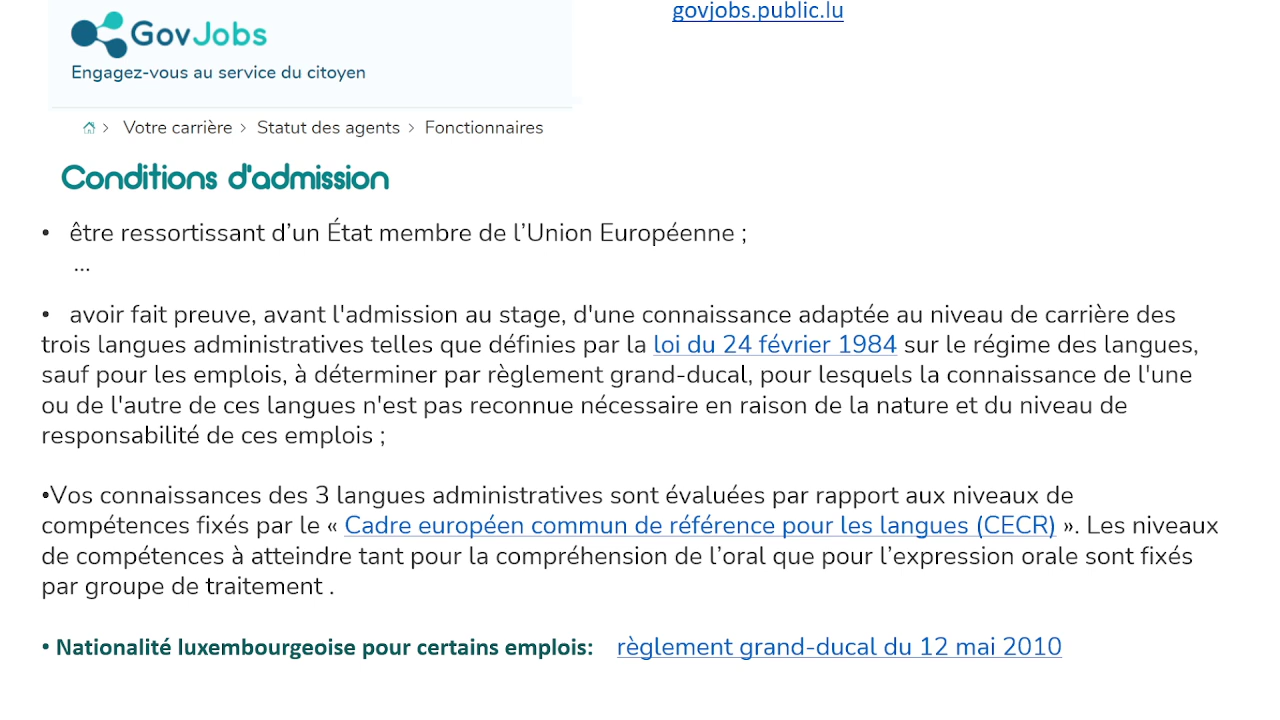 govjobs.public.lu
GovJobs
Engagez-vous au service du citoyen
> Votre carrière > Statut des agents > Fonctionnaires
Conditions d'admission
• être ressortissant d’un État membre de l’Union Européenne ;
...
• avoir fait preuve, avant l'admission au stage, d'une connaissance adaptée au niveau de carrière des
trois langues administratives telles que définies par la loi du 24 février 1984 sur le régime des langues,
sauf pour les emplois, à déterminer par règlement grand-ducal, pour lesquels la connaissance de l'une
ou de l'autre de ces langues n'est pas reconnue nécessaire en raison de la nature et du niveau de
responsabilité de ces emplois ;
•Vos connaissances des 3 langues administratives sont évaluées par rapport aux niveaux de
compétences fixés par le « Cadre européen commun de référence pour les langues (CECR) ». Les niveaux
de compétences à atteindre tant pour la compréhension de l’oral que pour l’expression orale sont fixés
par groupe de traitement .
• Nationalité luxembourgeoise pour certains emplois: règlement grand-ducal du 12 mai 2010